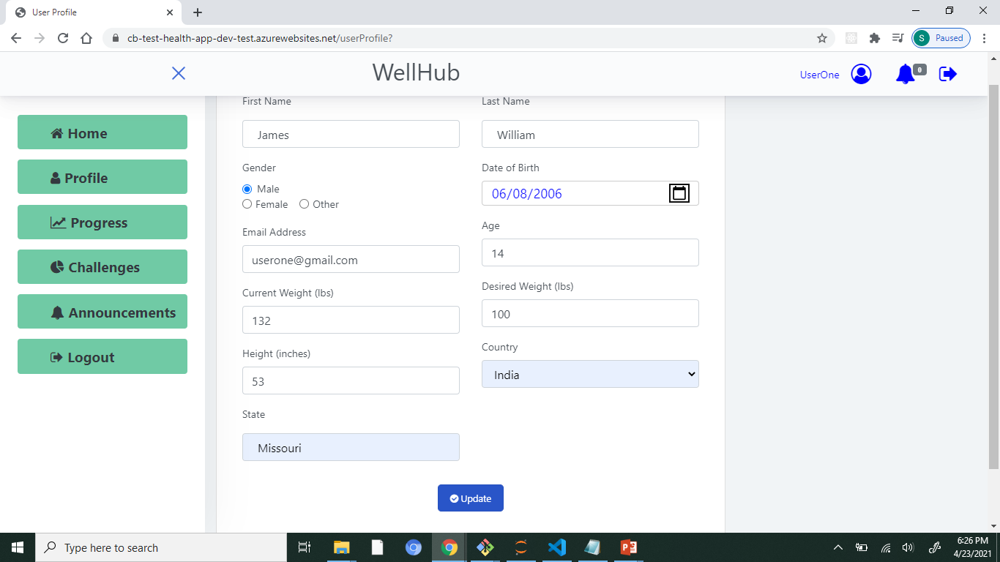 User Profile
cb-test-health-app-dev-test.azurewebsites.net/userProfile?
S Paused
WellHub
UserOne
0
Home
Profile
Progress
Challenges
Announcements
Logout
First Name
Last Name
James
William
Gender
Date of Birth
Male
06/08/2006
Female
Other
Email Address
Age
userone@gmail.com
14
Current Weight (lbs)
Desired Weight (lbs)
132
100
Height (inches)
Country
53
India
State
Missouri
Update
Type here to search
6:26 PM
4/23/2021